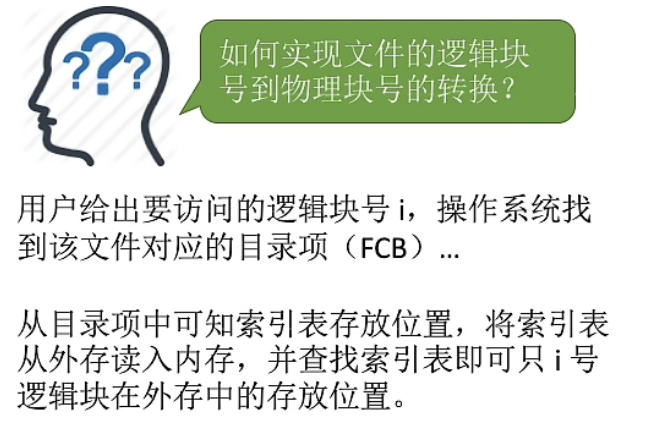 ???
如何实现文件的逻辑块
号到物理块号的转换？
用户给出要访问的逻辑块号 i，操作系统找
到该文件对应的目录项（FCB）...
从目录项中可知索引表存放位置，将索引表
从外存读入内存，并查找索引表即可只 i 号
逻辑块在外存中的存放位置。